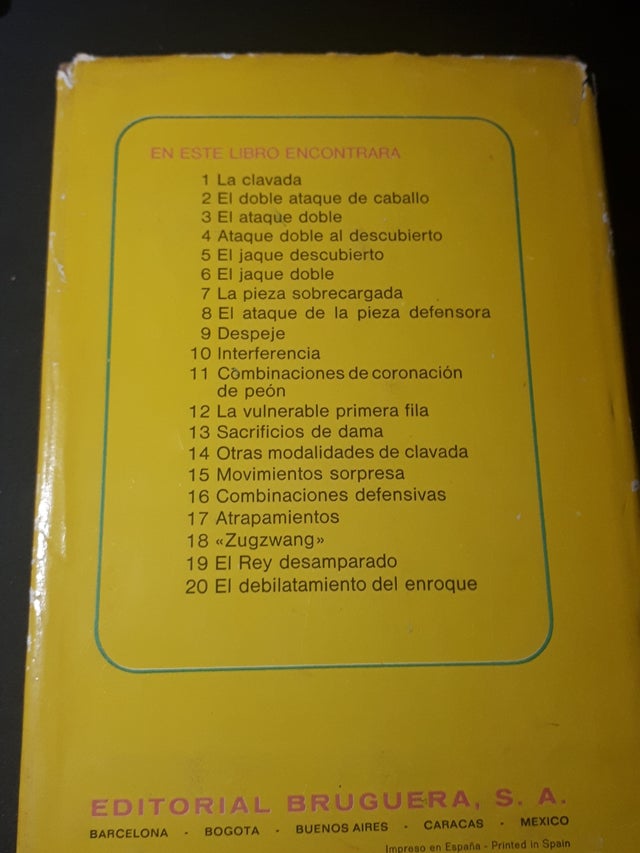 EN ESTE LIBRO ENCONTRARA
1 La clavada
2 El doble ataque de caballo
3 El ataque doble
4 Ataque doble al descubierto
5 El jaque descubierto
6 El jaque doble
7 La pieza sobrecargada
8 El ataque de la pieza defensora
9 Despeje
10 Interferencia
11 Combinaciones de coronación
de peón
12 La vulnerable primera fila
13 Sacrificios de dama
14 Otras modalidades de clavada
15 Movimientos sorpresa
16 Combinaciones defensivas
17 Atrapamientos
18 «Zugzwang»
19 El Rey desamparado
20 El debilatamiento del enroque
EDITORIAL BRUGUERA, S. A.
BARCELONA - BOGOTA - BUENOS AIRES - CARACAS - MEXICO
Impreso en España - Printed in Spain